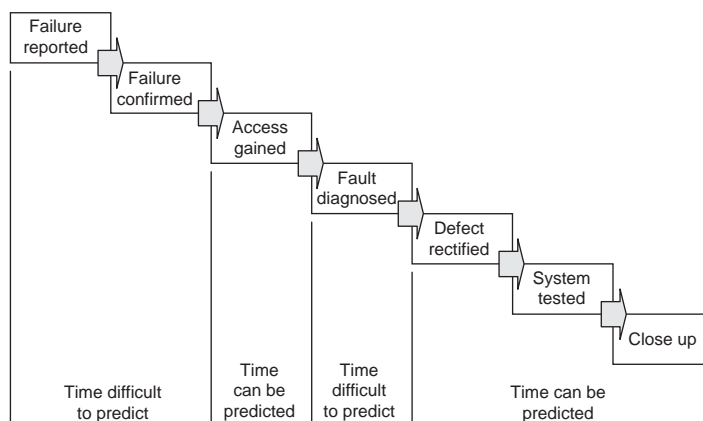 Failure
reported
Failure
confirmed
Access
gained
Fault
diagnosed
Defect
rectified
System
tested
Close up
Time difficult
to predict
Time
can be
predicted
Time
difficult
to predict
Time can be
predicted